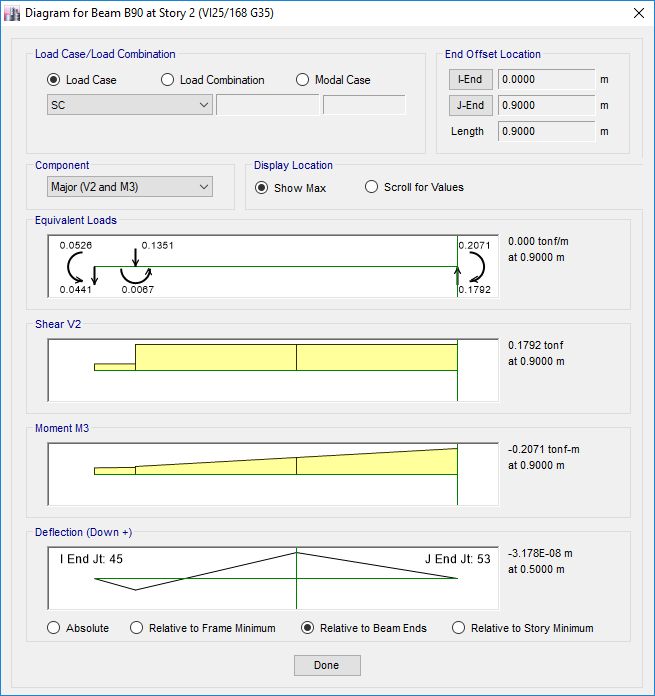 Diagram for Beam B90 at Story 2 (VI25/168 G35)
Load Case/Load Combination
Load Case Load Combination Modal Case
SC
End Offset Location
I-End 0.0000 m
J-End 0.9000 m
Length 0.9000 m
Component
Major (V2 and M3)
Display Location
Show Max Scroll for Values
Equivalent Loads
0.0526 0.1351 0.2071
0.0441 0.0067 0.1792
0.000 tonf/m
at 0.9000 m
Shear V2
0.1792 tonf
at 0.9000 m
Moment M3
-0.2071 tonf-m
at 0.9000 m
Deflection (Down +)
I End Jt: 45 J End Jt: 53
-3.178E-08 m
at 0.5000 m
Absolute Relative to Frame Minimum Relative to Beam Ends Relative to Story Minimum
Done